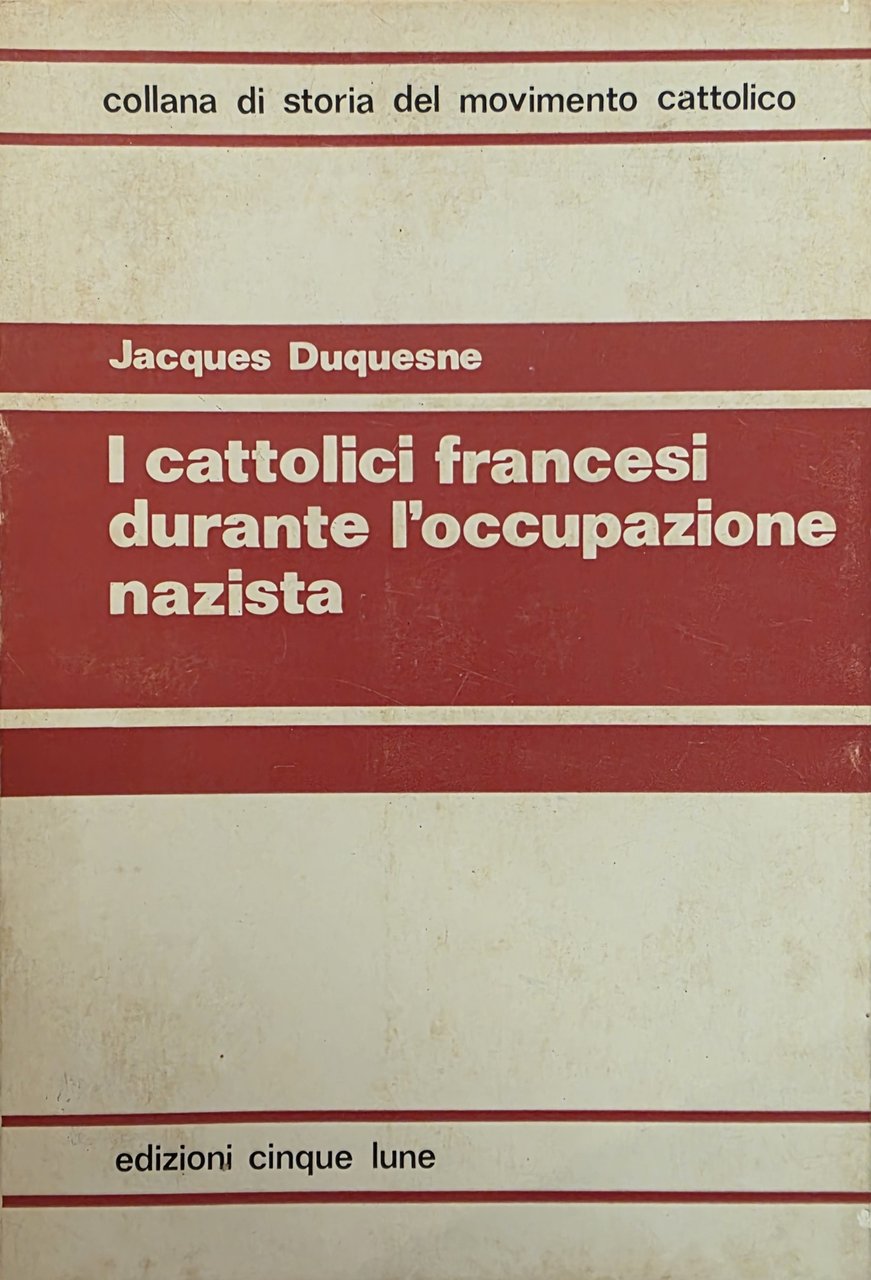 collana di storia del movimento cattolico
Jacques Duquesne
I cattolici francesi
durante l'occupazione
nazista
edizioni cinque lune